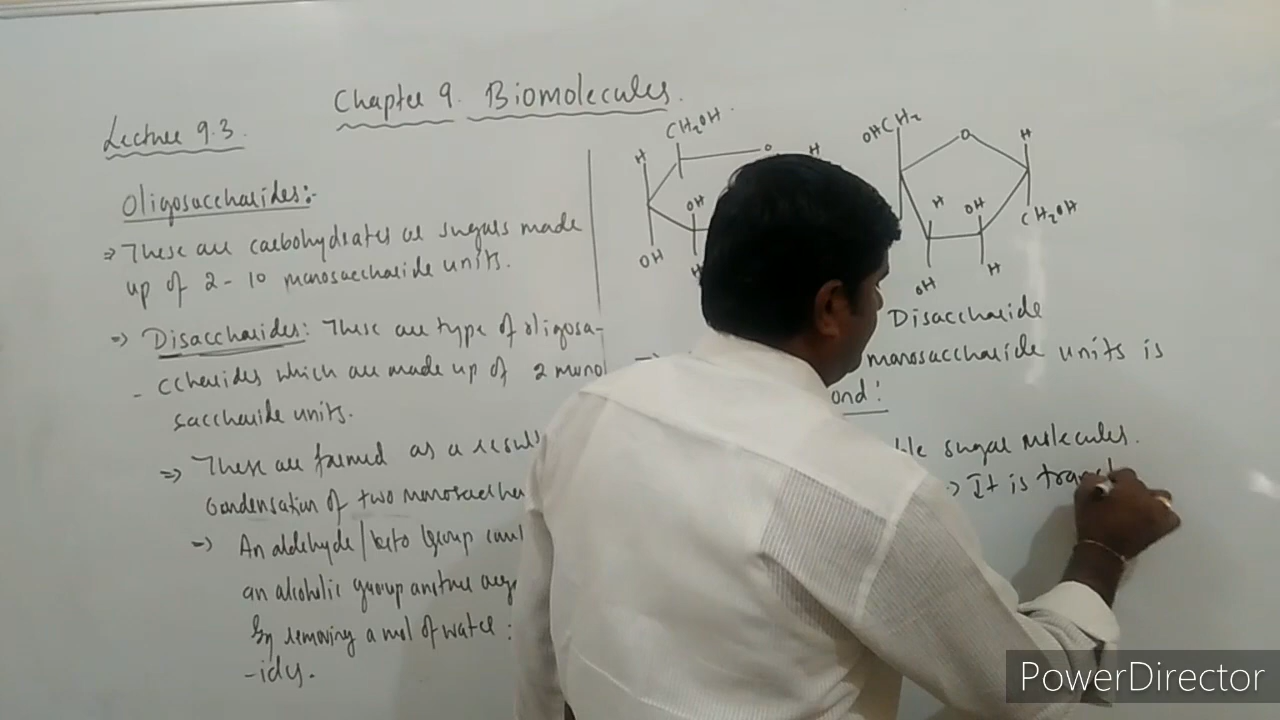 Chapter 9. Biomolecules.
Lecture 9.3.
Oligosaccharides:-
⇒ These are carbohydrates or sugars made
up of 2-10 monosaccharide units.
⇒ Disaccharides: These are type of oligosa-
- ccharides which are made up of 2 mono
saccharide units.
⇒ These are formed as a result
Condensation of two monosacchar
⇒ An aldehyde/keto Group
an alcoholic group
by removing a mol of water:
-ides.
CH₂OH
H
O
H
OH
OH
H
OHCH₂
O
H
H
OH
CH₂OH
OH
H
Disaccharide
monosaccharide units is
ond:
ble sugar molecules.
⇒ It is tran
PowerDirector